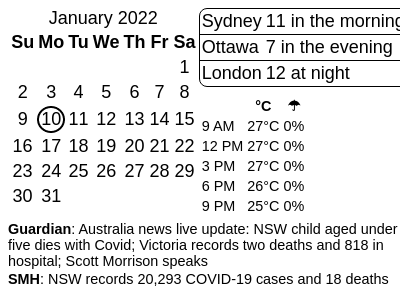 January 2022
Su Mo Tu We Th Fr Sa
1
2 3 4 5 6 7 8
9 10 11 12 13 14 15
16 17 18 19 20 21 22
23 24 25 26 27 28 29
30 31
Sydney 11 in the morning
Ottawa 7 in the evening
London 12 at night
°C ☂
9 AM 27°C 0%
12 PM 27°C 0%
3 PM 27°C 0%
6 PM 26°C 0%
9 PM 25°C 0%
Guardian: Australia news live update: NSW child aged under
five dies with Covid; Victoria records two deaths and 818 in
hospital; Scott Morrison speaks
SMH: NSW records 20,293 COVID-19 cases and 18 deaths